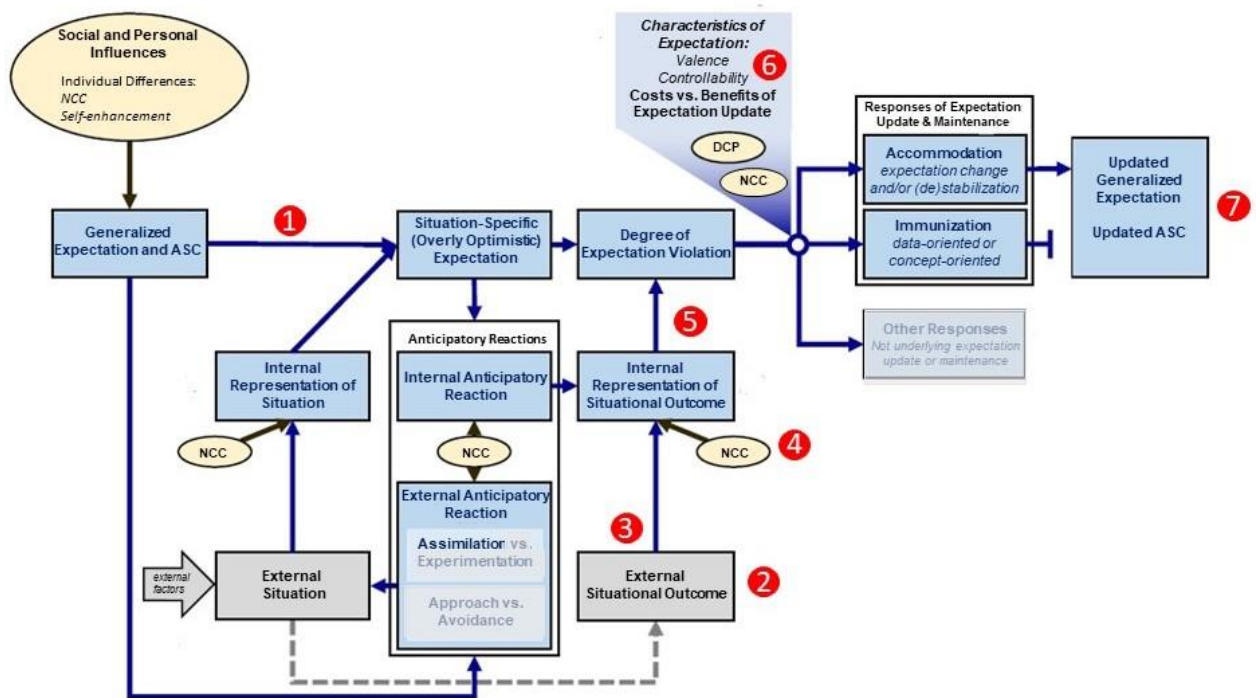 Social and Personal
Influences
Individual Differences:
NCC
Self-enhancement
Characteristics of
Expectation:
Valence
Controllability
Costs vs. Benefits of
Expectation Update
6
DCP
NCC
Responses of Expectation
Update & Maintenance
Accommodation
expectation change
and/or (de)stabilization
Immunization
data-oriented or
concept-oriented
Updated
Generalized
Expectation
Updated ASC
7
Generalized
Expectation and ASC
1
Situation-Specific
(Overly Optimistic)
Expectation
Degree of
Expectation Violation
5
Other Responses
Not underlying expectation
update or maintenance
Anticipatory Reactions
Internal
Representation of
Situation
Internal Anticipatory
Reaction
Internal
Representation of
Situational Outcome
NCC
NCC
NCC
4
External Anticipatory
Reaction
Assimilation vs.
Experimentation
Approach vs.
Avoidance
3
external
factors
External
Situation
External
Situational Outcome
2